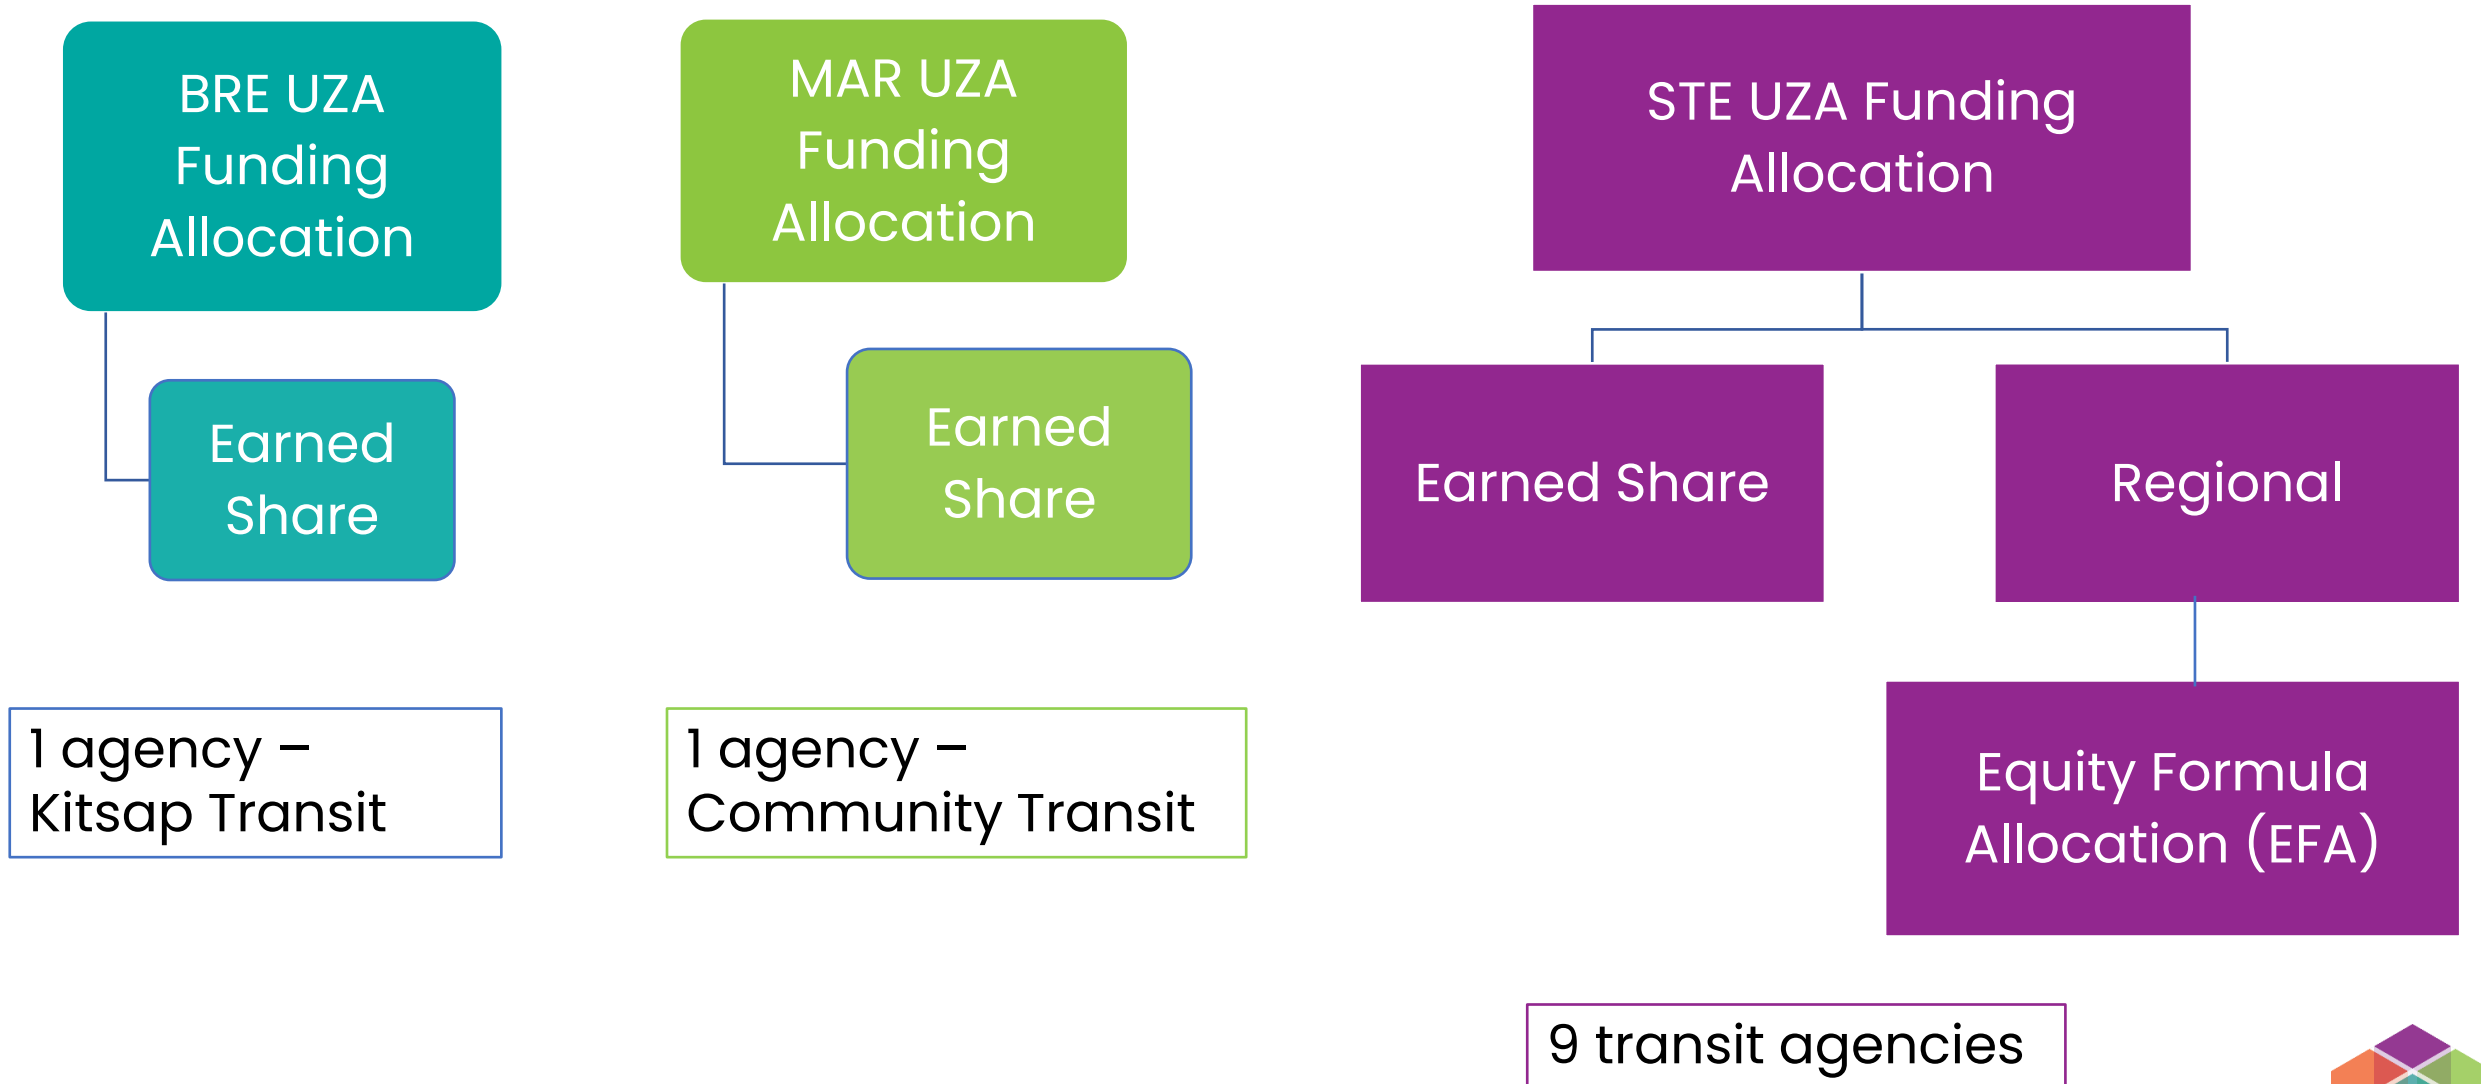 BRE UZA
Funding
Allocation
Earned
Share
1 agency –
Kitsap Transit
MAR UZA
Funding
Allocation
Earned
Share
1 agency –
Community Transit
STE UZA Funding
Allocation
Earned Share
Regional
Equity Formula
Allocation (EFA)
9 transit agencies